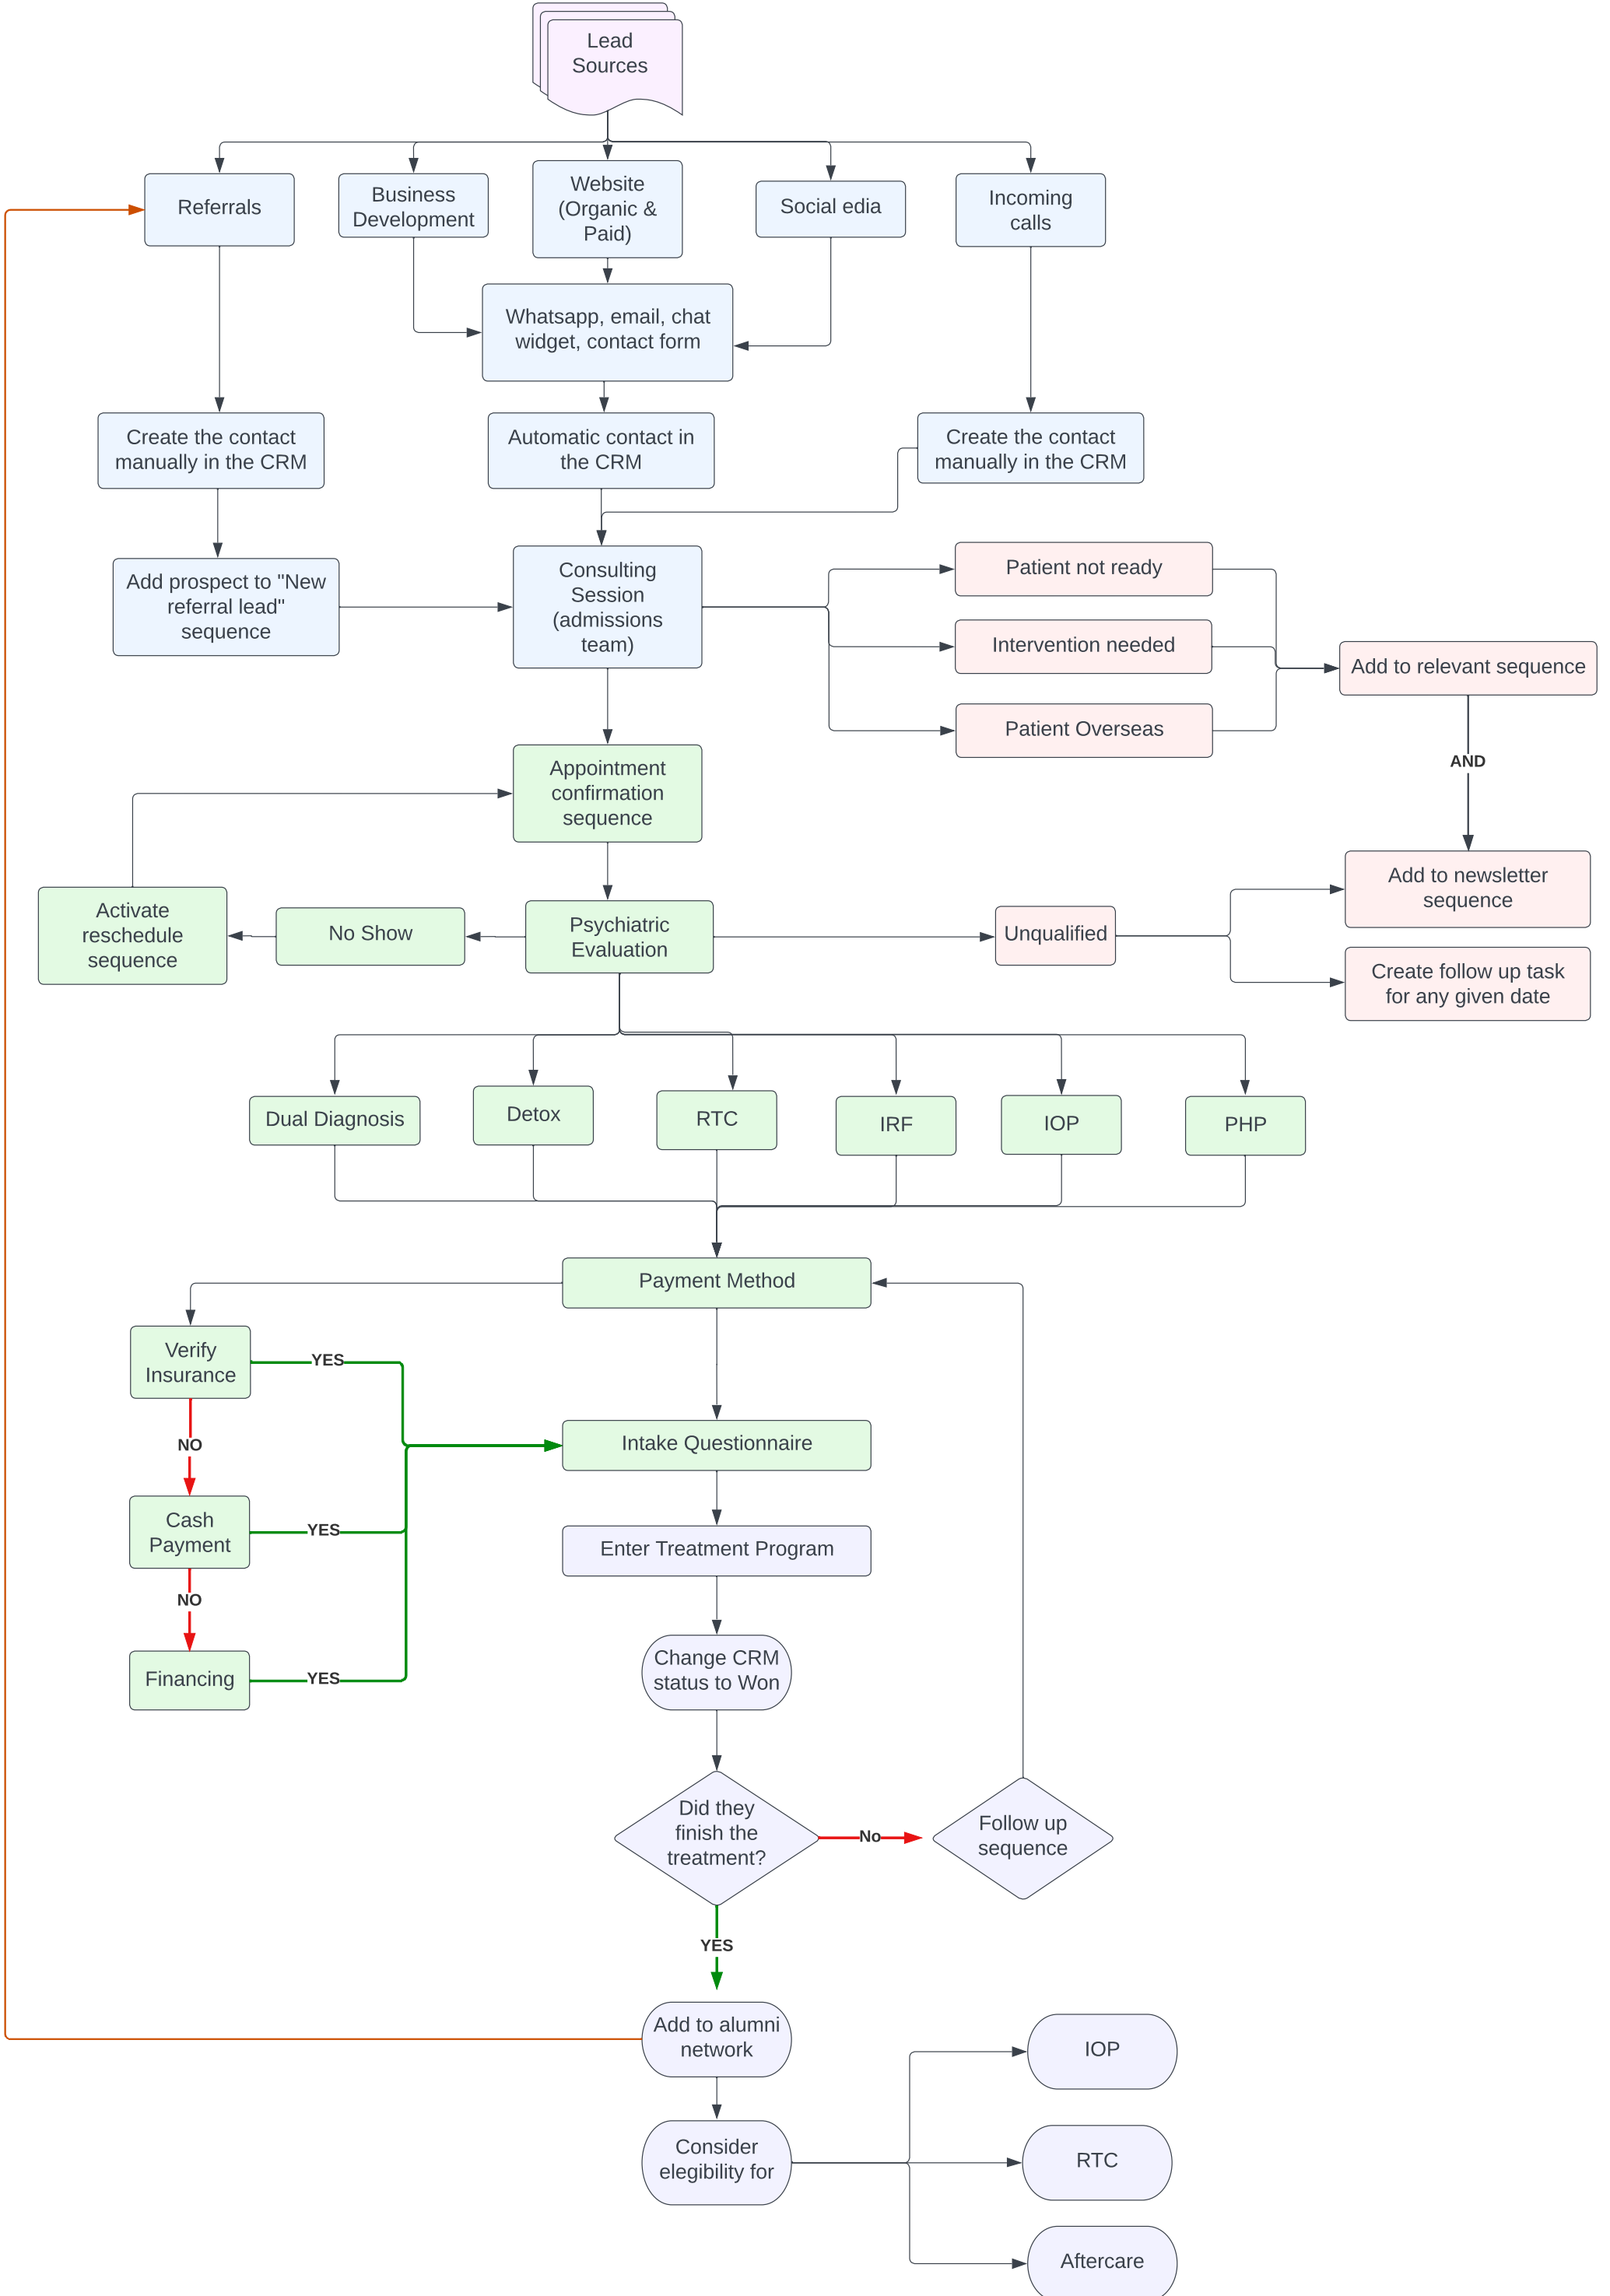 Lead
Sources
Referrals
Business
Development
Website
(Organic &
Paid)
Social edia
Incoming
calls
Whatsapp, email, chat
widget, contact form
Create the contact
manually in the CRM
Automatic contact in
the CRM
Create the contact
manually in the CRM
Add prospect to "New
referral lead"
sequence
Consulting
Session
(admissions
team)
Patient not ready
Intervention needed
Patient Overseas
Add to relevant sequence
AND
Appointment
confirmation
sequence
Activate
reschedule
sequence
No Show
Psychiatric
Evaluation
Unqualified
Add to newsletter
sequence
Create follow up task
for any given date
Dual Diagnosis
Detox
RTC
IRF
IOP
PHP
Payment Method
Verify
Insurance
YES
NO
Intake Questionnaire
Cash
Payment
YES
NO
Enter Treatment Program
Financing
YES
Change CRM
status to Won
Did they
finish the
treatment?
No
Follow up
sequence
YES
Add to alumni
network
IOP
Consider
elegibility for
RTC
Aftercare